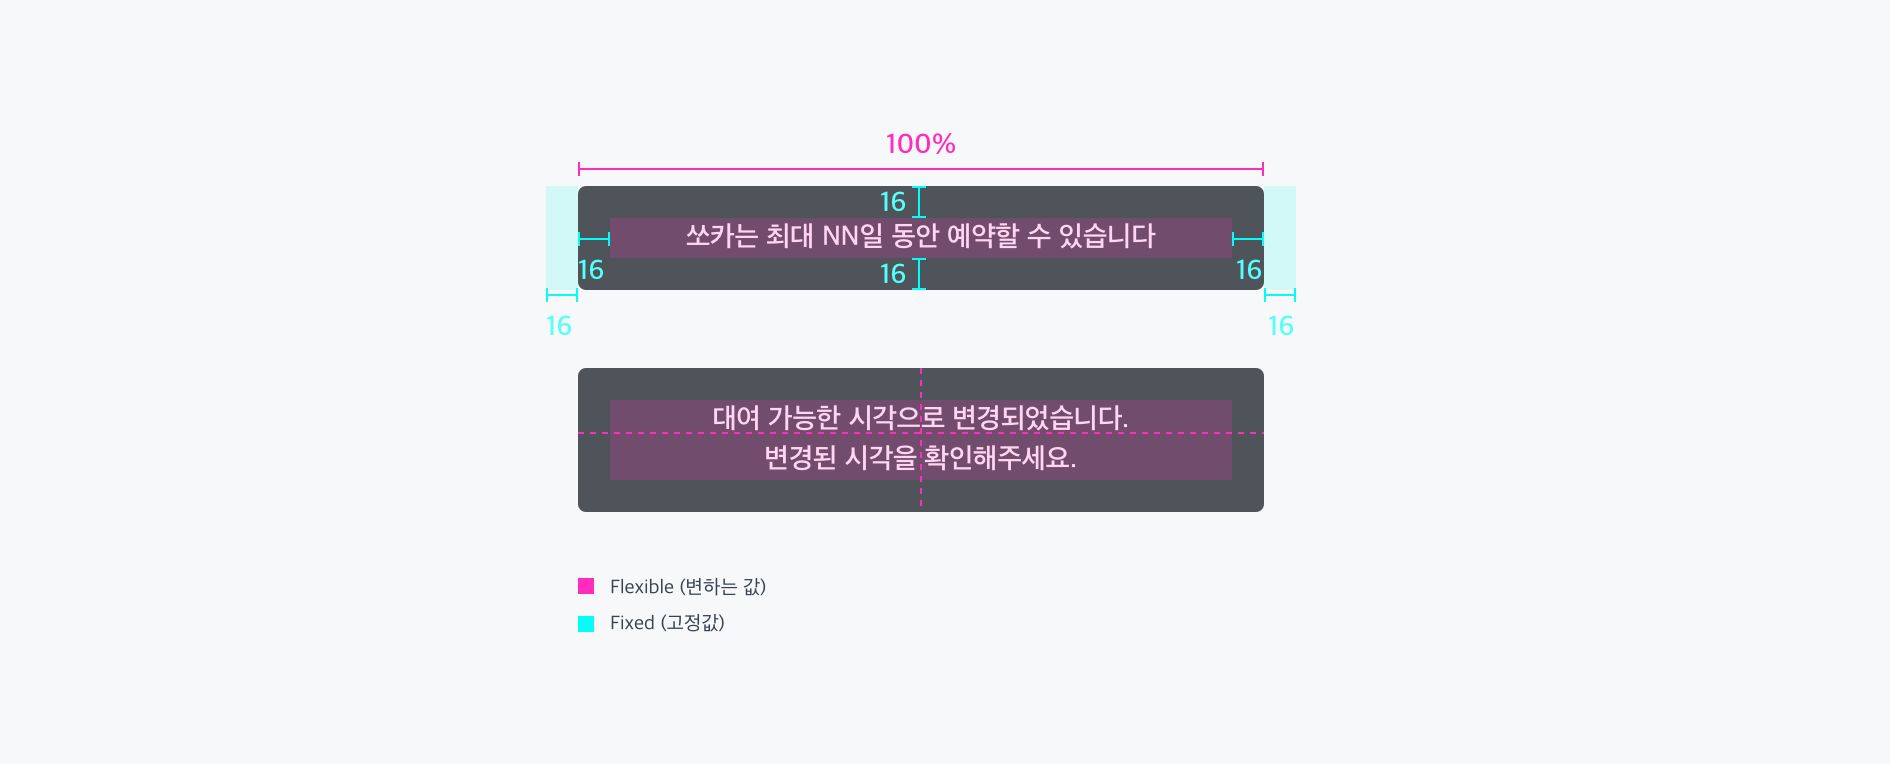 100%
16
쏘카는 최대 NN일 동안 예약할 수 있습니다
16 16 16
16 16
대여 가능한 시각으로 변경되었습니다.
변경된 시각을 확인해주세요.
Flexible (변하는 값)
Fixed (고정값)